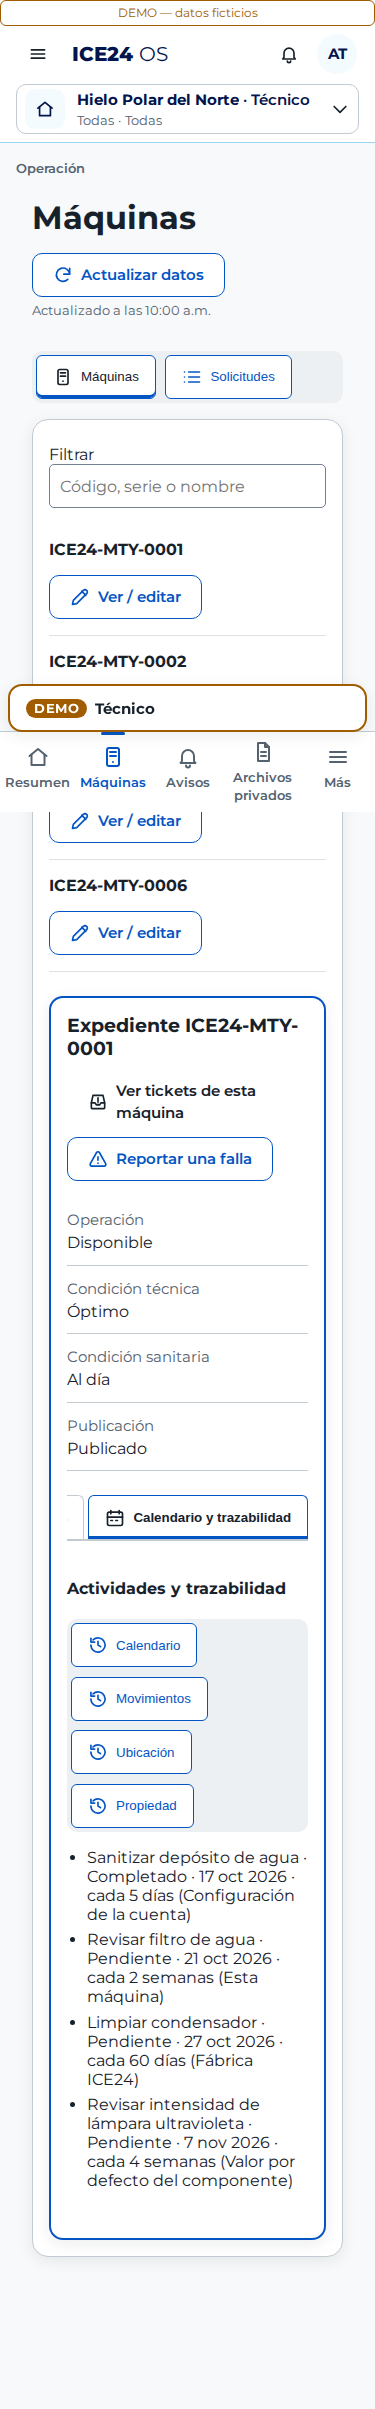 DEMO — datos ficticios
ICE24 OS
AT
Hielo Polar del Norte · Técnico
Todas · Todas
Operación
Máquinas
Actualizar datos
Actualizado a las 10:00 a.m.
Máquinas
Solicitudes
Filtrar
Código, serie o nombre
ICE24-MTY-0001
Ver / editar
ICE24-MTY-0002
DEMO Técnico
Resumen
Máquinas
Avisos
Archivos
privados
Más
Ver / editar
ICE24-MTY-0006
Ver / editar
Expediente ICE24-MTY-
0001
Ver tickets de esta
máquina
Reportar una falla
Operación
Disponible
Condición técnica
Óptimo
Condición sanitaria
Al día
Publicación
Publicado
Calendario y trazabilidad
Actividades y trazabilidad
Calendario
Movimientos
Ubicación
Propiedad
• Sanitizar depósito de agua ·
Completado · 17 oct 2026 ·
cada 5 días (Configuración
de la cuenta)
• Revisar filtro de agua ·
Pendiente · 21 oct 2026 ·
cada 2 semanas (Esta
máquina)
• Limpiar condensador ·
Pendiente · 27 oct 2026 ·
cada 60 días (Fábrica
ICE24)
• Revisar intensidad de
lámpara ultravioleta ·
Pendiente · 7 nov 2026 ·
cada 4 semanas (Valor por
defecto del componente)